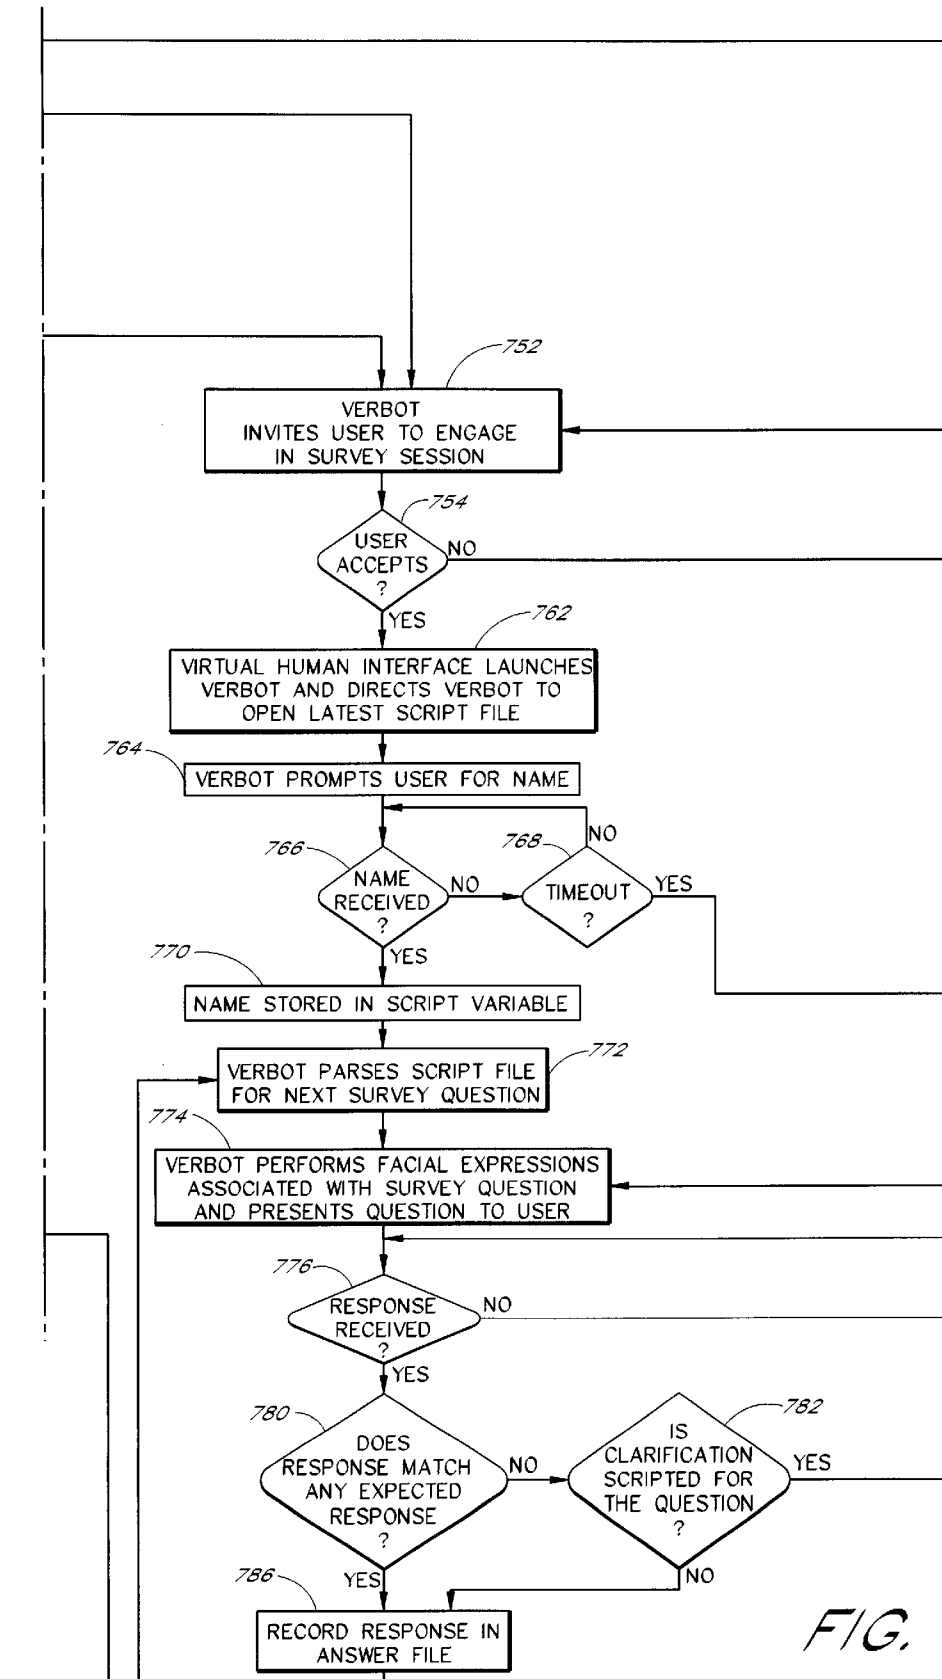 752
VERBOT
INVITES USER TO ENGAGE
IN SURVEY SESSION
754
USER
ACCEPTS
?
NO
YES
762
VIRTUAL HUMAN INTERFACE LAUNCHES
VERBOT AND DIRECTS VERBOT TO
OPEN LATEST SCRIPT FILE
764
VERBOT PROMPTS USER FOR NAME
766
NAME
RECEIVED
?
NO
768
NO
TIMEOUT
?
YES
YES
770
NAME STORED IN SCRIPT VARIABLE
772
VERBOT PARSES SCRIPT FILE
FOR NEXT SURVEY QUESTION
774
VERBOT PERFORMS FACIAL EXPRESSIONS
ASSOCIATED WITH SURVEY QUESTION
AND PRESENTS QUESTION TO USER
776
RESPONSE
RECEIVED
?
NO
YES
780
DOES
RESPONSE MATCH
ANY EXPECTED
RESPONSE
?
NO
782
IS
CLARIFICATION
SCRIPTED FOR
THE QUESTION
?
YES
YES
NO
786
RECORD RESPONSE IN
ANSWER FILE
FIG.